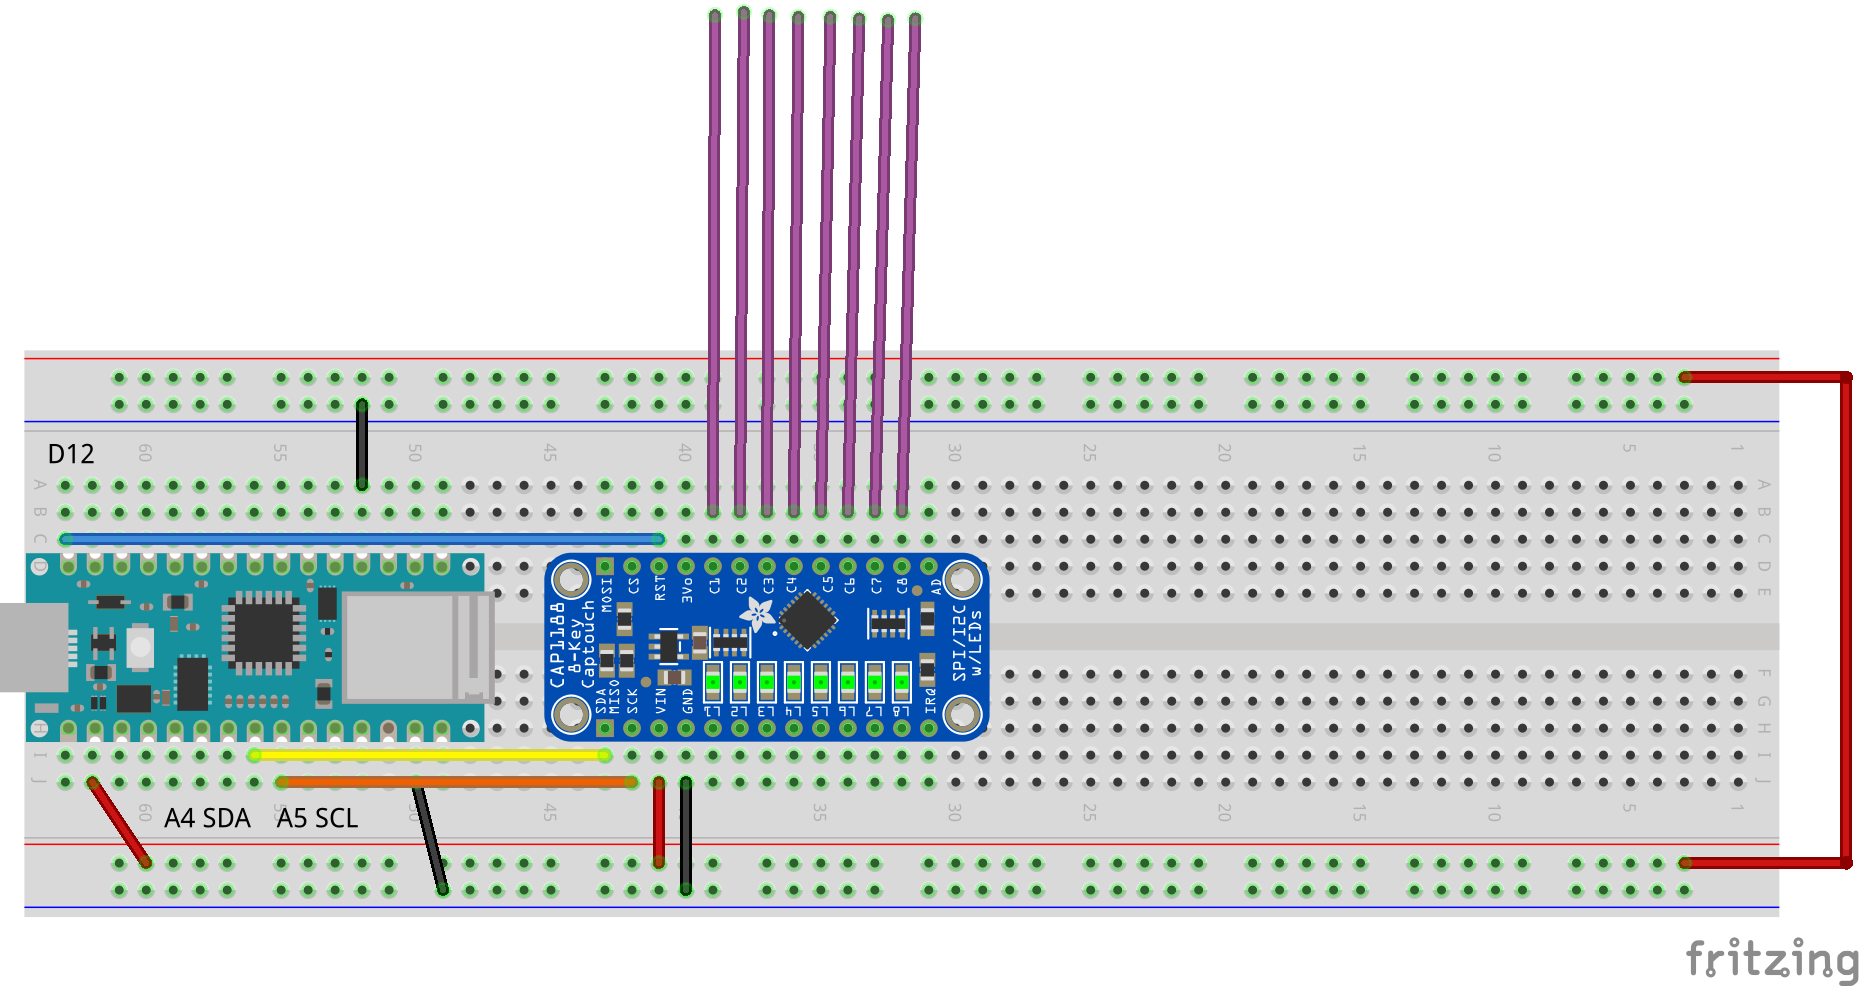 D12
60 55 50 45 40 35 30 25 20 15 10 5 1
A A
B B
C C
D D
E
MOSI CS RST 3Vo C1 C2 C3 C4 C5 C6 C7 C8 AD
CAP1188
8-Key
Captouch
SPI/I2C
w/LEDs
SDA
MISO SCK VIN GND L1 L2 L3 L4 L5 L6 L7 L8 IRQ
F
G
H H
I I
J J
60 55 50 45 35 30 25 20 15 10 5 1
A4 SDA A5 SCL
fritzing